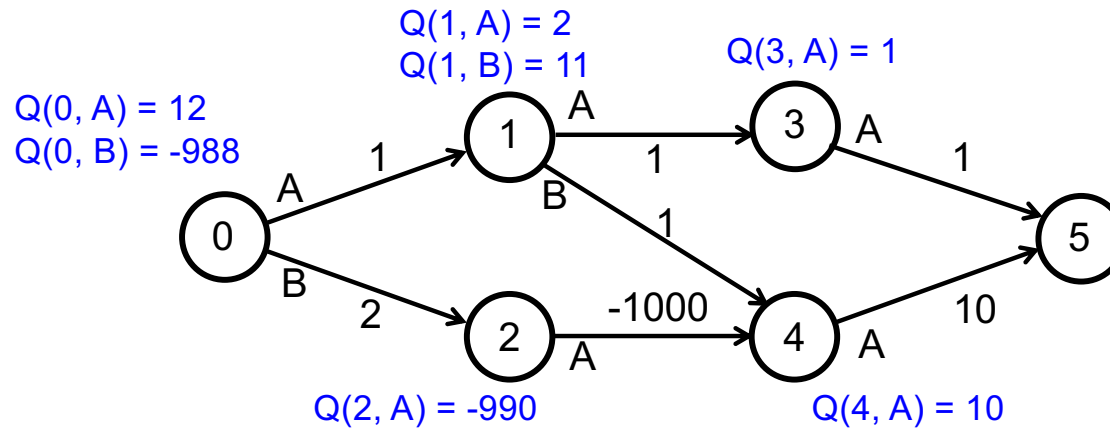 Q(1, A) = 2
Q(1, B) = 11
Q(3, A) = 1
Q(0, A) = 12
Q(0, B) = -988
A
1
A
3
A
1
1
1
B
1
A
0
5
B
2
-1000
10
2
A
4
A
Q(2, A) = -990
Q(4, A) = 10